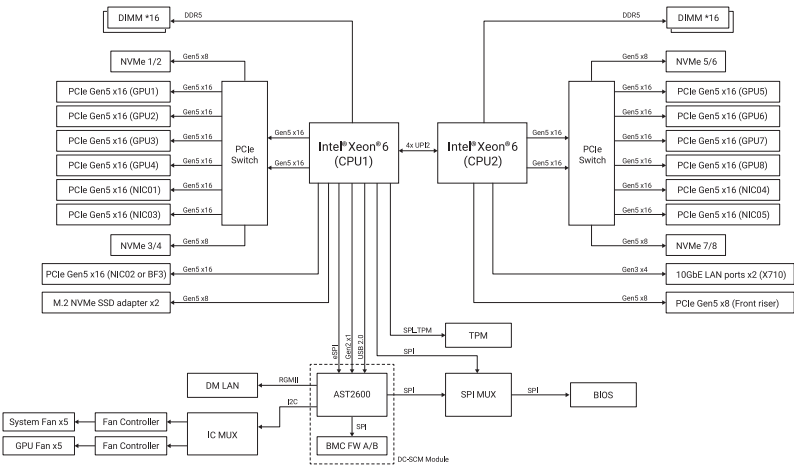 DIMM *16
DDR5
DDR5
DIMM *16
NVMe 1/2
Gen5 x8
Gen5 x8
NVMe 5/6
PCIe Gen5 x16 (GPU1)
Gen5 x16
Gen5 x16
PCIe Gen5 x16 (GPU5)
PCIe Gen5 x16 (GPU2)
Gen5 x16
Gen5 x16
PCIe Gen5 x16 (GPU6)
PCIe Gen5 x16 (GPU3)
Gen5 x16
PCIe
Switch
Gen5 x16
Gen5 x16
Intel® Xeon® 6
(CPU1)
4x UPI2
Intel® Xeon® 6
(CPU2)
Gen5 x16
Gen5 x16
PCIe
Switch
Gen5 x16
PCIe Gen5 x16 (GPU7)
PCIe Gen5 x16 (GPU4)
Gen5 x16
Gen5 x16
PCIe Gen5 x16 (GPU8)
PCIe Gen5 x16 (NIC01)
Gen5 x16
Gen5 x16
PCIe Gen5 x16 (NIC04)
PCIe Gen5 x16 (NIC03)
Gen5 x16
Gen5 x16
PCIe Gen5 x16 (NIC05)
NVMe 3/4
Gen5 x8
Gen5 x8
NVMe 7/8
PCIe Gen5 x16 (NIC02 or BF3)
Gen5 x16
Gen3 x4
10GbE LAN ports x2 (X710)
M.2 NVMe SSD adapter x2
Gen5 x8
Gen5 x8
PCIe Gen5 x8 (Front riser)
eSPI
Gen2 x1
USB 2.0
SPI_TPM
TPM
SPI
DM LAN
RGMII
AST2600
SPI
SPI MUX
SPI
BIOS
I2C
System Fan x5
Fan Controller
IC MUX
SPI
GPU Fan x5
Fan Controller
BMC FW A/B
DC-SCM Module